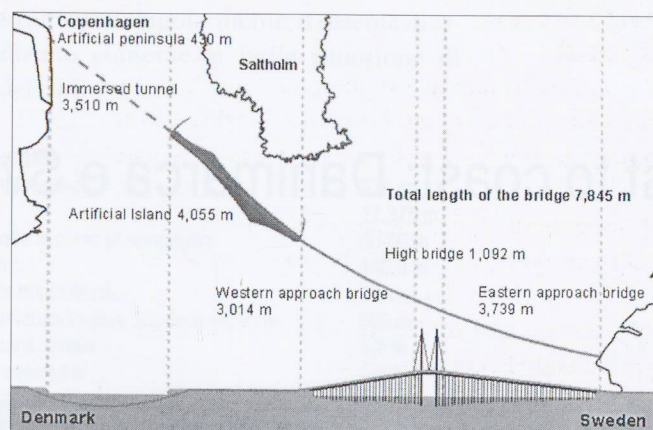 Copenhagen
Artificial peninsula 430 m
Saltholm
Immersed tunnel
3,510 m
Artificial Island 4,055 m
Total length of the bridge 7,845 m
High bridge 1,092 m
Western approach bridge
3,014 m
Eastern approach bridge
3,739 m
Denmark
Sweden